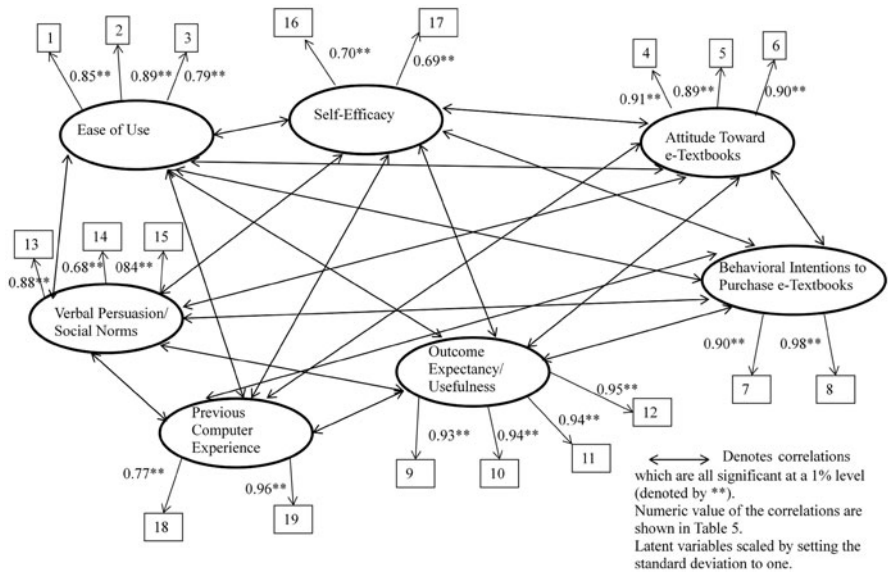 1
2
3
0.85**
0.89**
0.79**
Ease of Use
16
17
0.70**
0.69**
Self-Efficacy
4
5
6
0.91**
0.89**
0.90**
Attitude Toward
e-Textbooks
13
14
15
0.88**
0.68**
084**
Verbal Persuasion/
Social Norms
Behavioral Intentions to
Purchase e-Textbooks
0.90**
0.98**
7
8
Outcome
Expectancy/
Usefulness
0.95**
0.94**
0.93**
0.94**
12
11
9
10
Previous
Computer
Experience
0.77**
0.96**
18
19
Denotes correlations
which are all significant at a 1% level
(denoted by **).
Numeric value of the correlations are
shown in Table 5.
Latent variables scaled by setting the
standard deviation to one.